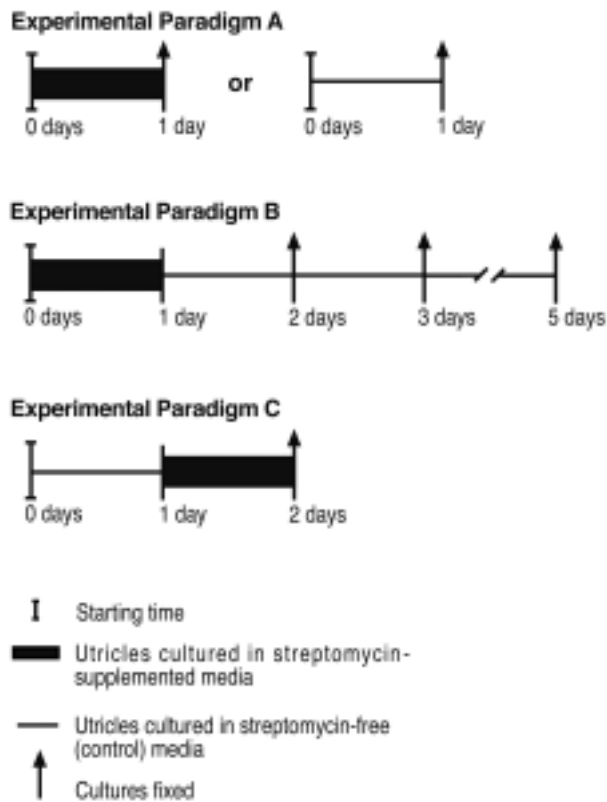 Experimental Paradigm A
or
0 days 1 day 0 days 1 day
Experimental Paradigm B
0 days 1 day 2 days 3 days 5 days
Experimental Paradigm C
0 days 1 day 2 days
Starting time
Utricles cultured in streptomycin-
supplemented media
Utricles cultured in streptomycin-free
(control) media
Cultures fixed